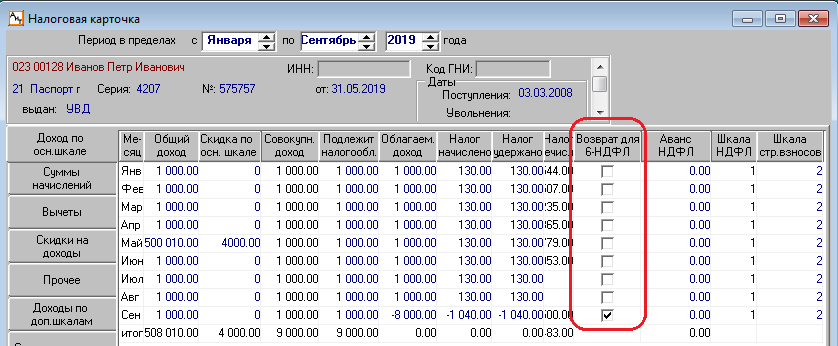 Налоговая карточка
Период в пределах с Января по Сентябрь 2019 года
023 00128 Иванов Петр Иванович ИНН: Код ГНИ:
21 Паспорт г Серия: 4207 №: 575757 от: 31.05.2019
выдан: УВД
Даты
Поступления: 03.03.2008
Увольнения:
Доход по осн.шкале
Суммы начислений
Вычеты
Скидки на доходы
Прочее
Доходы по доп.шкалам
Ме-сяц Общий доход Скидка по осн. шкале Совокупн. доход Подлежит налогообл. Облагаем. доход Налог начислено Налог удержано Налог ечисл Возврат для 6-НДФЛ Аванс НДФЛ Шкала НДФЛ Шкала стр.взносов
Янв 1 000.00 0 1 000.00 1 000.00 1 000.00 130.00 130.00 44.00 0.00 1 2
Фев 1 000.00 0 1 000.00 1 000.00 1 000.00 130.00 130.00 07.00 0.00 1 2
Мар 1 000.00 0 1 000.00 1 000.00 1 000.00 130.00 130.00 35.00 0.00 1 2
Апр 1 000.00 0 1 000.00 1 000.00 1 000.00 130.00 130.00 65.00 0.00 1 2
Май 500 010.00 4000.00 1 000.00 1 000.00 1 000.00 130.00 130.00 79.00 0.00 1 2
Июн 1 000.00 0 1 000.00 1 000.00 1 000.00 130.00 130.00 53.00 0.00 1 2
Июл 1 000.00 0 1 000.00 1 000.00 1 000.00 130.00 130.00 0.00 1 2
Авг 1 000.00 0 1 000.00 1 000.00 1 000.00 130.00 130.00 0.00 1 2
Сен 1 000.00 0 1 000.00 1 000.00 -8 000.00 -1 040.00 -1 040.00 00.00 0.00 1 2
итог 508 010.00 4 000.00 9 000.00 9 000.00 0.00 0.00 0.00 83.00